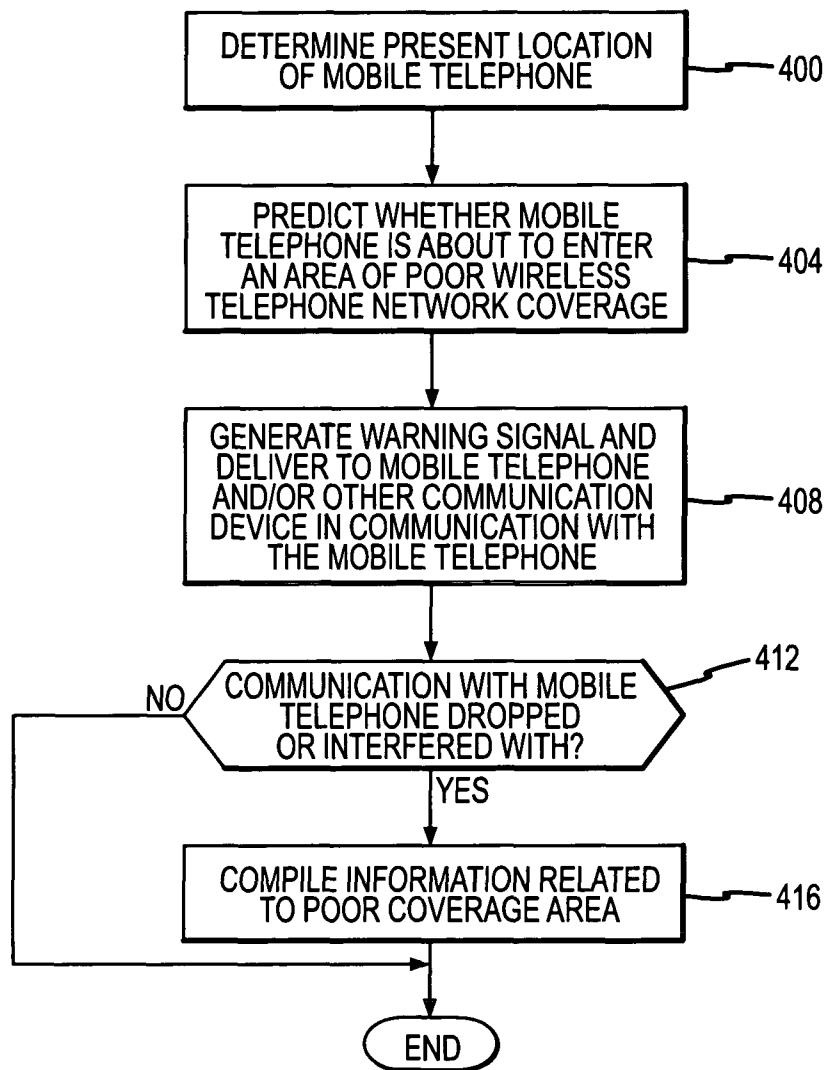 DETERMINE PRESENT LOCATION
OF MOBILE TELEPHONE
400
PREDICT WHETHER MOBILE
TELEPHONE IS ABOUT TO ENTER
AN AREA OF POOR WIRELESS
TELEPHONE NETWORK COVERAGE
404
GENERATE WARNING SIGNAL AND
DELIVER TO MOBILE TELEPHONE
AND/OR OTHER COMMUNICATION
DEVICE IN COMMUNICATION WITH
THE MOBILE TELEPHONE
408
412
NO
COMMUNICATION WITH MOBILE
TELEPHONE DROPPED
OR INTERFERED WITH?
YES
COMPILE INFORMATION RELATED
TO POOR COVERAGE AREA
416
END